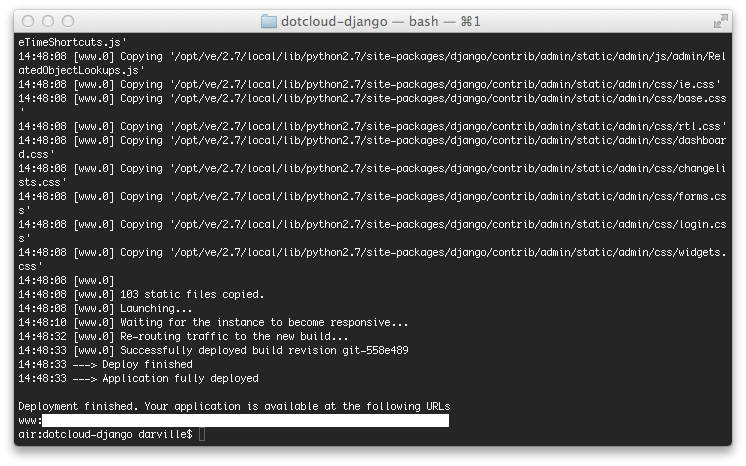 dotcloud-django — bash — ⌘1
eTimeShortcuts.js'
14:48:08 [www.0] Copying '/opt/ve/2.7/local/lib/python2.7/site-packages/django/contrib/admin/static/admin/js/admin/Rel
atedObjectLookups.js'
14:48:08 [www.0] Copying '/opt/ve/2.7/local/lib/python2.7/site-packages/django/contrib/admin/static/admin/css/ie.css'
14:48:08 [www.0] Copying '/opt/ve/2.7/local/lib/python2.7/site-packages/django/contrib/admin/static/admin/css/base.css
'
14:48:08 [www.0] Copying '/opt/ve/2.7/local/lib/python2.7/site-packages/django/contrib/admin/static/admin/css/rtl.css'
14:48:08 [www.0] Copying '/opt/ve/2.7/local/lib/python2.7/site-packages/django/contrib/admin/static/admin/css/dashboar
d.css'
14:48:08 [www.0] Copying '/opt/ve/2.7/local/lib/python2.7/site-packages/django/contrib/admin/static/admin/css/changeli
sts.css'
14:48:08 [www.0] Copying '/opt/ve/2.7/local/lib/python2.7/site-packages/django/contrib/admin/static/admin/css/forms.cs
s'
14:48:08 [www.0] Copying '/opt/ve/2.7/local/lib/python2.7/site-packages/django/contrib/admin/static/admin/css/login.cs
s'
14:48:08 [www.0] Copying '/opt/ve/2.7/local/lib/python2.7/site-packages/django/contrib/admin/static/admin/css/widgets.
css'
14:48:08 [www.0]
14:48:08 [www.0] 103 static files copied.
14:48:08 [www.0] Launching...
14:48:10 [www.0] Waiting for the instance to become responsive...
14:48:32 [www.0] Re-routing traffic to the new build...
14:48:33 [www.0] Successfully deployed build revision git-558e489
14:48:33 ---> Deploy finished
14:48:33 ---> Application fully deployed
Deployment finished. Your application is available at the following URLs
www:
air:dotcloud-django darville$